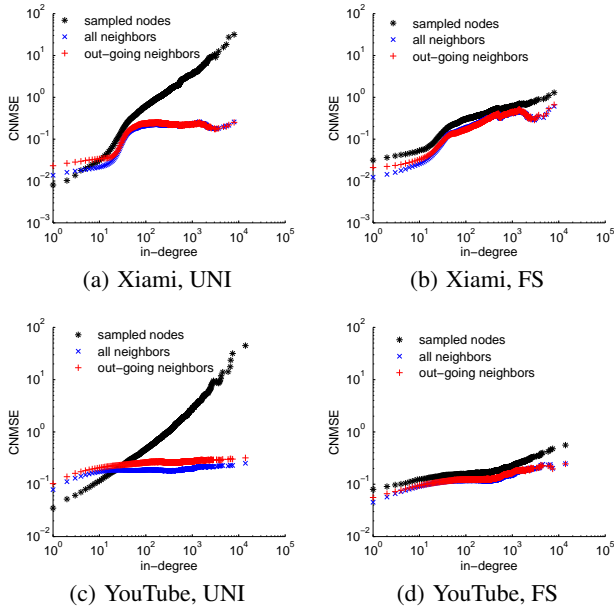 10^2
10^1
10^0
10^-1
10^-2
10^-3
CNMSE
sampled nodes
all neighbors
out-going neighbors
10^0 10^1 10^2 10^3 10^4 10^5
in-degree
(a) Xiami, UNI
10^2
10^1
10^0
10^-1
10^-2
10^-3
CNMSE
sampled nodes
all neighbors
out-going neighbors
10^0 10^1 10^2 10^3 10^4 10^5
in-degree
(b) Xiami, FS
10^2
10^1
10^0
10^-1
10^-2
CNMSE
sampled nodes
all neighbors
out-going neighbors
10^0 10^1 10^2 10^3 10^4 10^5
in-degree
(c) YouTube, UNI
10^2
10^1
10^0
10^-1
10^-2
CNMSE
sampled nodes
all neighbors
out-going neighbors
10^0 10^1 10^2 10^3 10^4 10^5
in-degree
(d) YouTube, FS